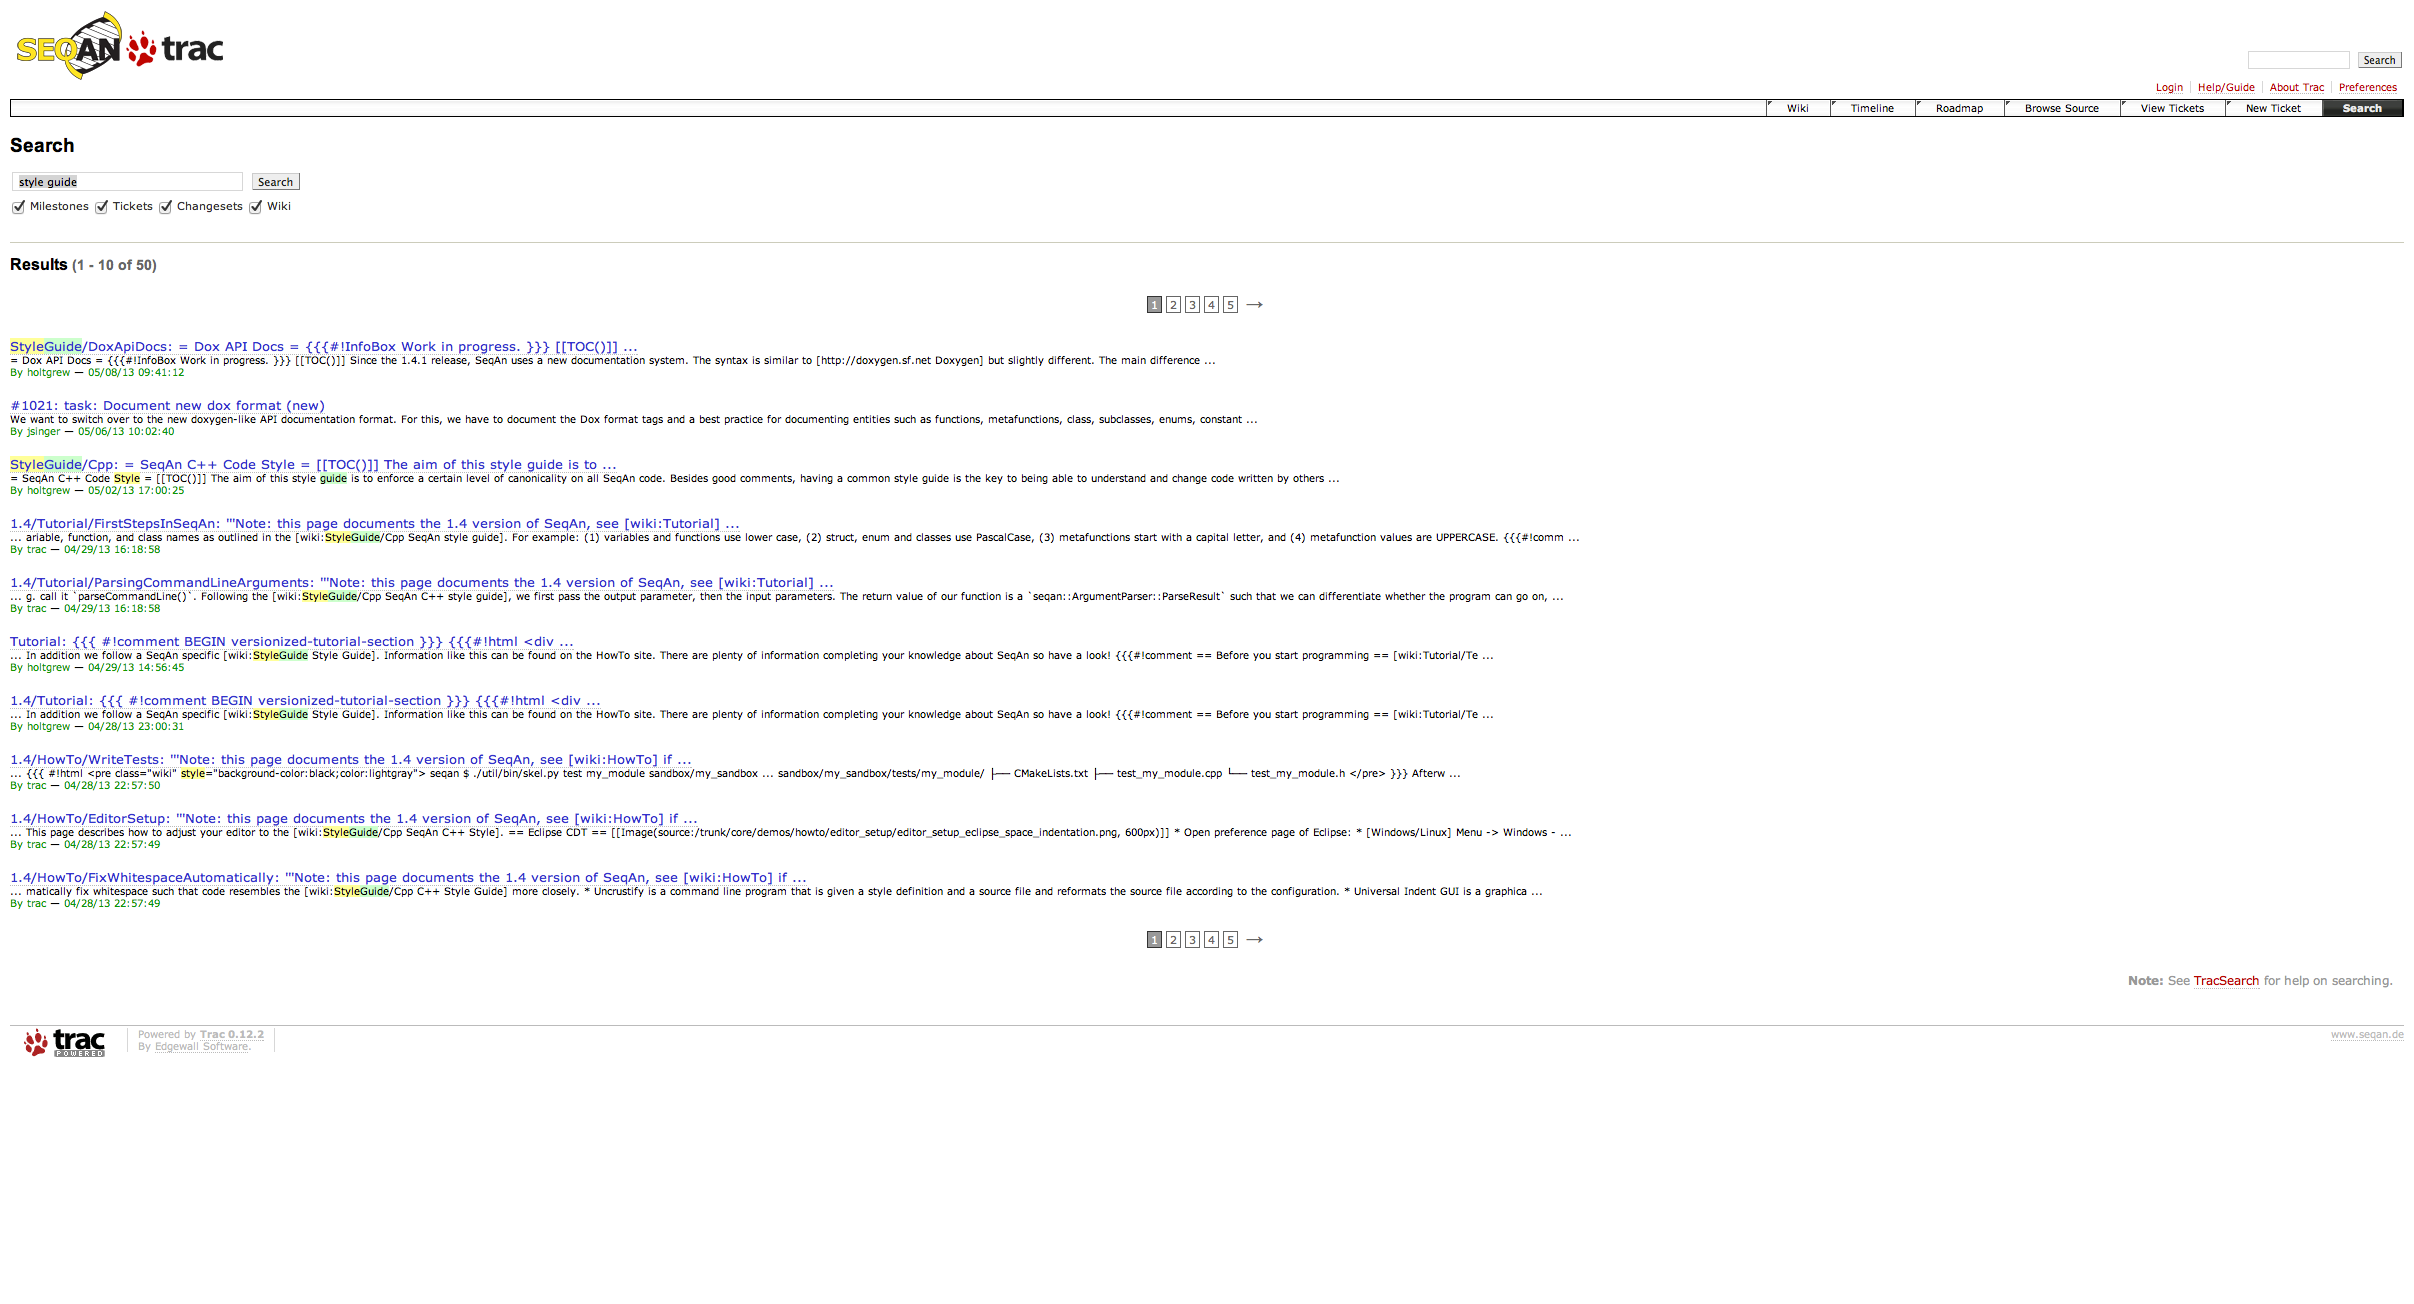 SEQAN trac
Search
Login Help/Guide About Trac Preferences
Wiki Timeline Roadmap Browse Source View Tickets New Ticket Search
Search
style guide Search
Milestones Tickets Changesets Wiki
Results (1 - 10 of 50)
1 2 3 4 5 →
StyleGuide/DoxApiDocs: = Dox API Docs = {{{#!InfoBox Work in progress. }}} [[TOC()]] ...
= Dox API Docs = {{{#!InfoBox Work in progress. }}} [[TOC()]] Since the 1.4.1 release, SeqAn uses a new documentation system. The syntax is similar to [http://doxygen.sf.net Doxygen] but slightly different. The main difference ...
By holtgrew — 05/08/13 09:41:12
#1021: task: Document new dox format (new)
We want to switch over to the new doxygen-like API documentation format. For this, we have to document the Dox format tags and a best practice for documenting entities such as functions, metafunctions, class, subclasses, enums, constant ...
By jsinger — 05/06/13 10:02:40
StyleGuide/Cpp: = SeqAn C++ Code Style = [[TOC()]] The aim of this style guide is to ...
= SeqAn C++ Code Style = [[TOC()]] The aim of this style guide is to enforce a certain level of canonicality on all SeqAn code. Besides good comments, having a common style guide is the key to being able to understand and change code written by others ...
By holtgrew — 05/02/13 17:00:25
1.4/Tutorial/FirstStepsInSeqAn: '''Note: this page documents the 1.4 version of SeqAn, see [wiki:Tutorial] ...
... ariable, function, and class names as outlined in the [wiki:StyleGuide/Cpp SeqAn style guide]. For example: (1) variables and functions use lower case, (2) struct, enum and classes use PascalCase, (3) metafunctions start with a capital letter, and (4) metafunction values are UPPERCASE. {{{#!comm ...
By trac — 04/29/13 16:18:58
1.4/Tutorial/ParsingCommandLineArguments: '''Note: this page documents the 1.4 version of SeqAn, see [wiki:Tutorial] ...
... g. call it `parseCommandLine()`. Following the [wiki:StyleGuide/Cpp SeqAn C++ style guide], we first pass the output parameter, then the input parameters. The return value of our function is a `seqan::ArgumentParser::ParseResult` such that we can differentiate whether the program can go on, ...
By trac — 04/29/13 16:18:58
Tutorial: {{{ #!comment BEGIN versionized-tutorial-section }}} {{{#!html <div ...
... In addition we follow a SeqAn specific [wiki:StyleGuide Style Guide]. Information like this can be found on the HowTo site. There are plenty of information completing your knowledge about SeqAn so have a look! {{{#!comment == Before you start programming == [wiki:Tutorial/Te ...
By holtgrew — 04/29/13 14:56:45
1.4/Tutorial: {{{ #!comment BEGIN versionized-tutorial-section }}} {{{#!html <div ...
... In addition we follow a SeqAn specific [wiki:StyleGuide Style Guide]. Information like this can be found on the HowTo site. There are plenty of information completing your knowledge about SeqAn so have a look! {{{#!comment == Before you start programming == [wiki:Tutorial/Te ...
By holtgrew — 04/28/13 23:00:31
1.4/HowTo/WriteTests: '''Note: this page documents the 1.4 version of SeqAn, see [wiki:HowTo] if ...
... {{{ #!html <pre class="wiki" style="background-color:black;color:lightgray"> seqan $ ./util/bin/skel.py test my_module sandbox/my_sandbox ... sandbox/my_sandbox/tests/my_module/ ├── CMakeLists.txt ├── test_my_module.cpp └── test_my_module.h </pre> }}} Afterw ...
By trac — 04/28/13 22:57:50
1.4/HowTo/EditorSetup: '''Note: this page documents the 1.4 version of SeqAn, see [wiki:HowTo] if ...
... This page describes how to adjust your editor to the [wiki:StyleGuide/Cpp SeqAn C++ Style]. == Eclipse CDT == [[Image(source:/trunk/core/demos/howto/editor_setup/editor_setup_eclipse_space_indentation.png, 600px)]] * Open preference page of Eclipse: * [Windows/Linux] Menu -> Windows - ...
By trac — 04/28/13 22:57:49
1.4/HowTo/FixWhitespaceAutomatically: '''Note: this page documents the 1.4 version of SeqAn, see [wiki:HowTo] if ...
... matically fix whitespace such that code resembles the [wiki:StyleGuide/Cpp C++ Style Guide] more closely. * Uncrustify is a command line program that is given a style definition and a source file and reformats the source file according to the configuration. * Universal Indent GUI is a graphica ...
By trac — 04/28/13 22:57:49
1 2 3 4 5 →
Note: See TracSearch for help on searching.
trac POWERED
Powered by Trac 0.12.2
By Edgewall Software.
www.seqan.de